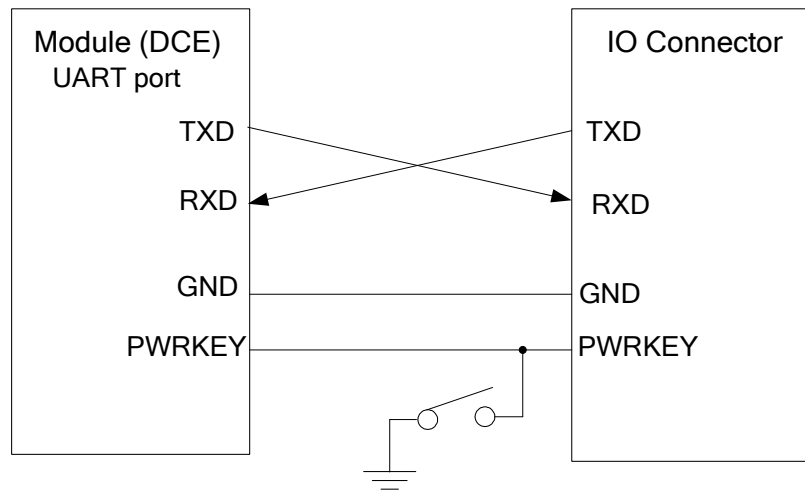 Module (DCE)
UART port
TXD
RXD
GND
PWRKEY
IO Connector
TXD
RXD
GND
PWRKEY